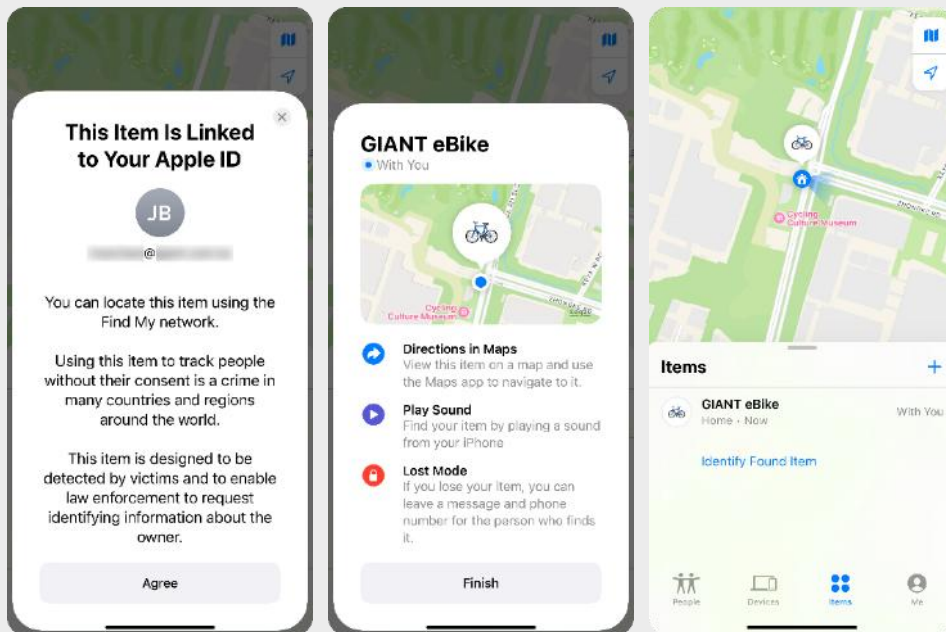 This Item Is Linked
to Your Apple ID
JB
@
You can locate this item using the
Find My network.
Using this item to track people
without their consent is a crime in
many countries and regions
around the world.
This item is designed to be
detected by victims and to enable
law enforcement to request
identifying information about the
owner.
Agree
GIANT eBike
With You
Cycling
Culture Museum
Directions in Maps
View this item on a map and use
the Maps app to navigate to it.
Play Sound
Find your item by playing a sound
from your iPhone
Lost Mode
If you lose your item, you can
leave a message and phone
number for the person who finds
it.
Finish
Cycling
Culture Museum
Items
+
GIANT eBike
Home • Now
With You
Identify Found Item
People
Devices
Items
Me